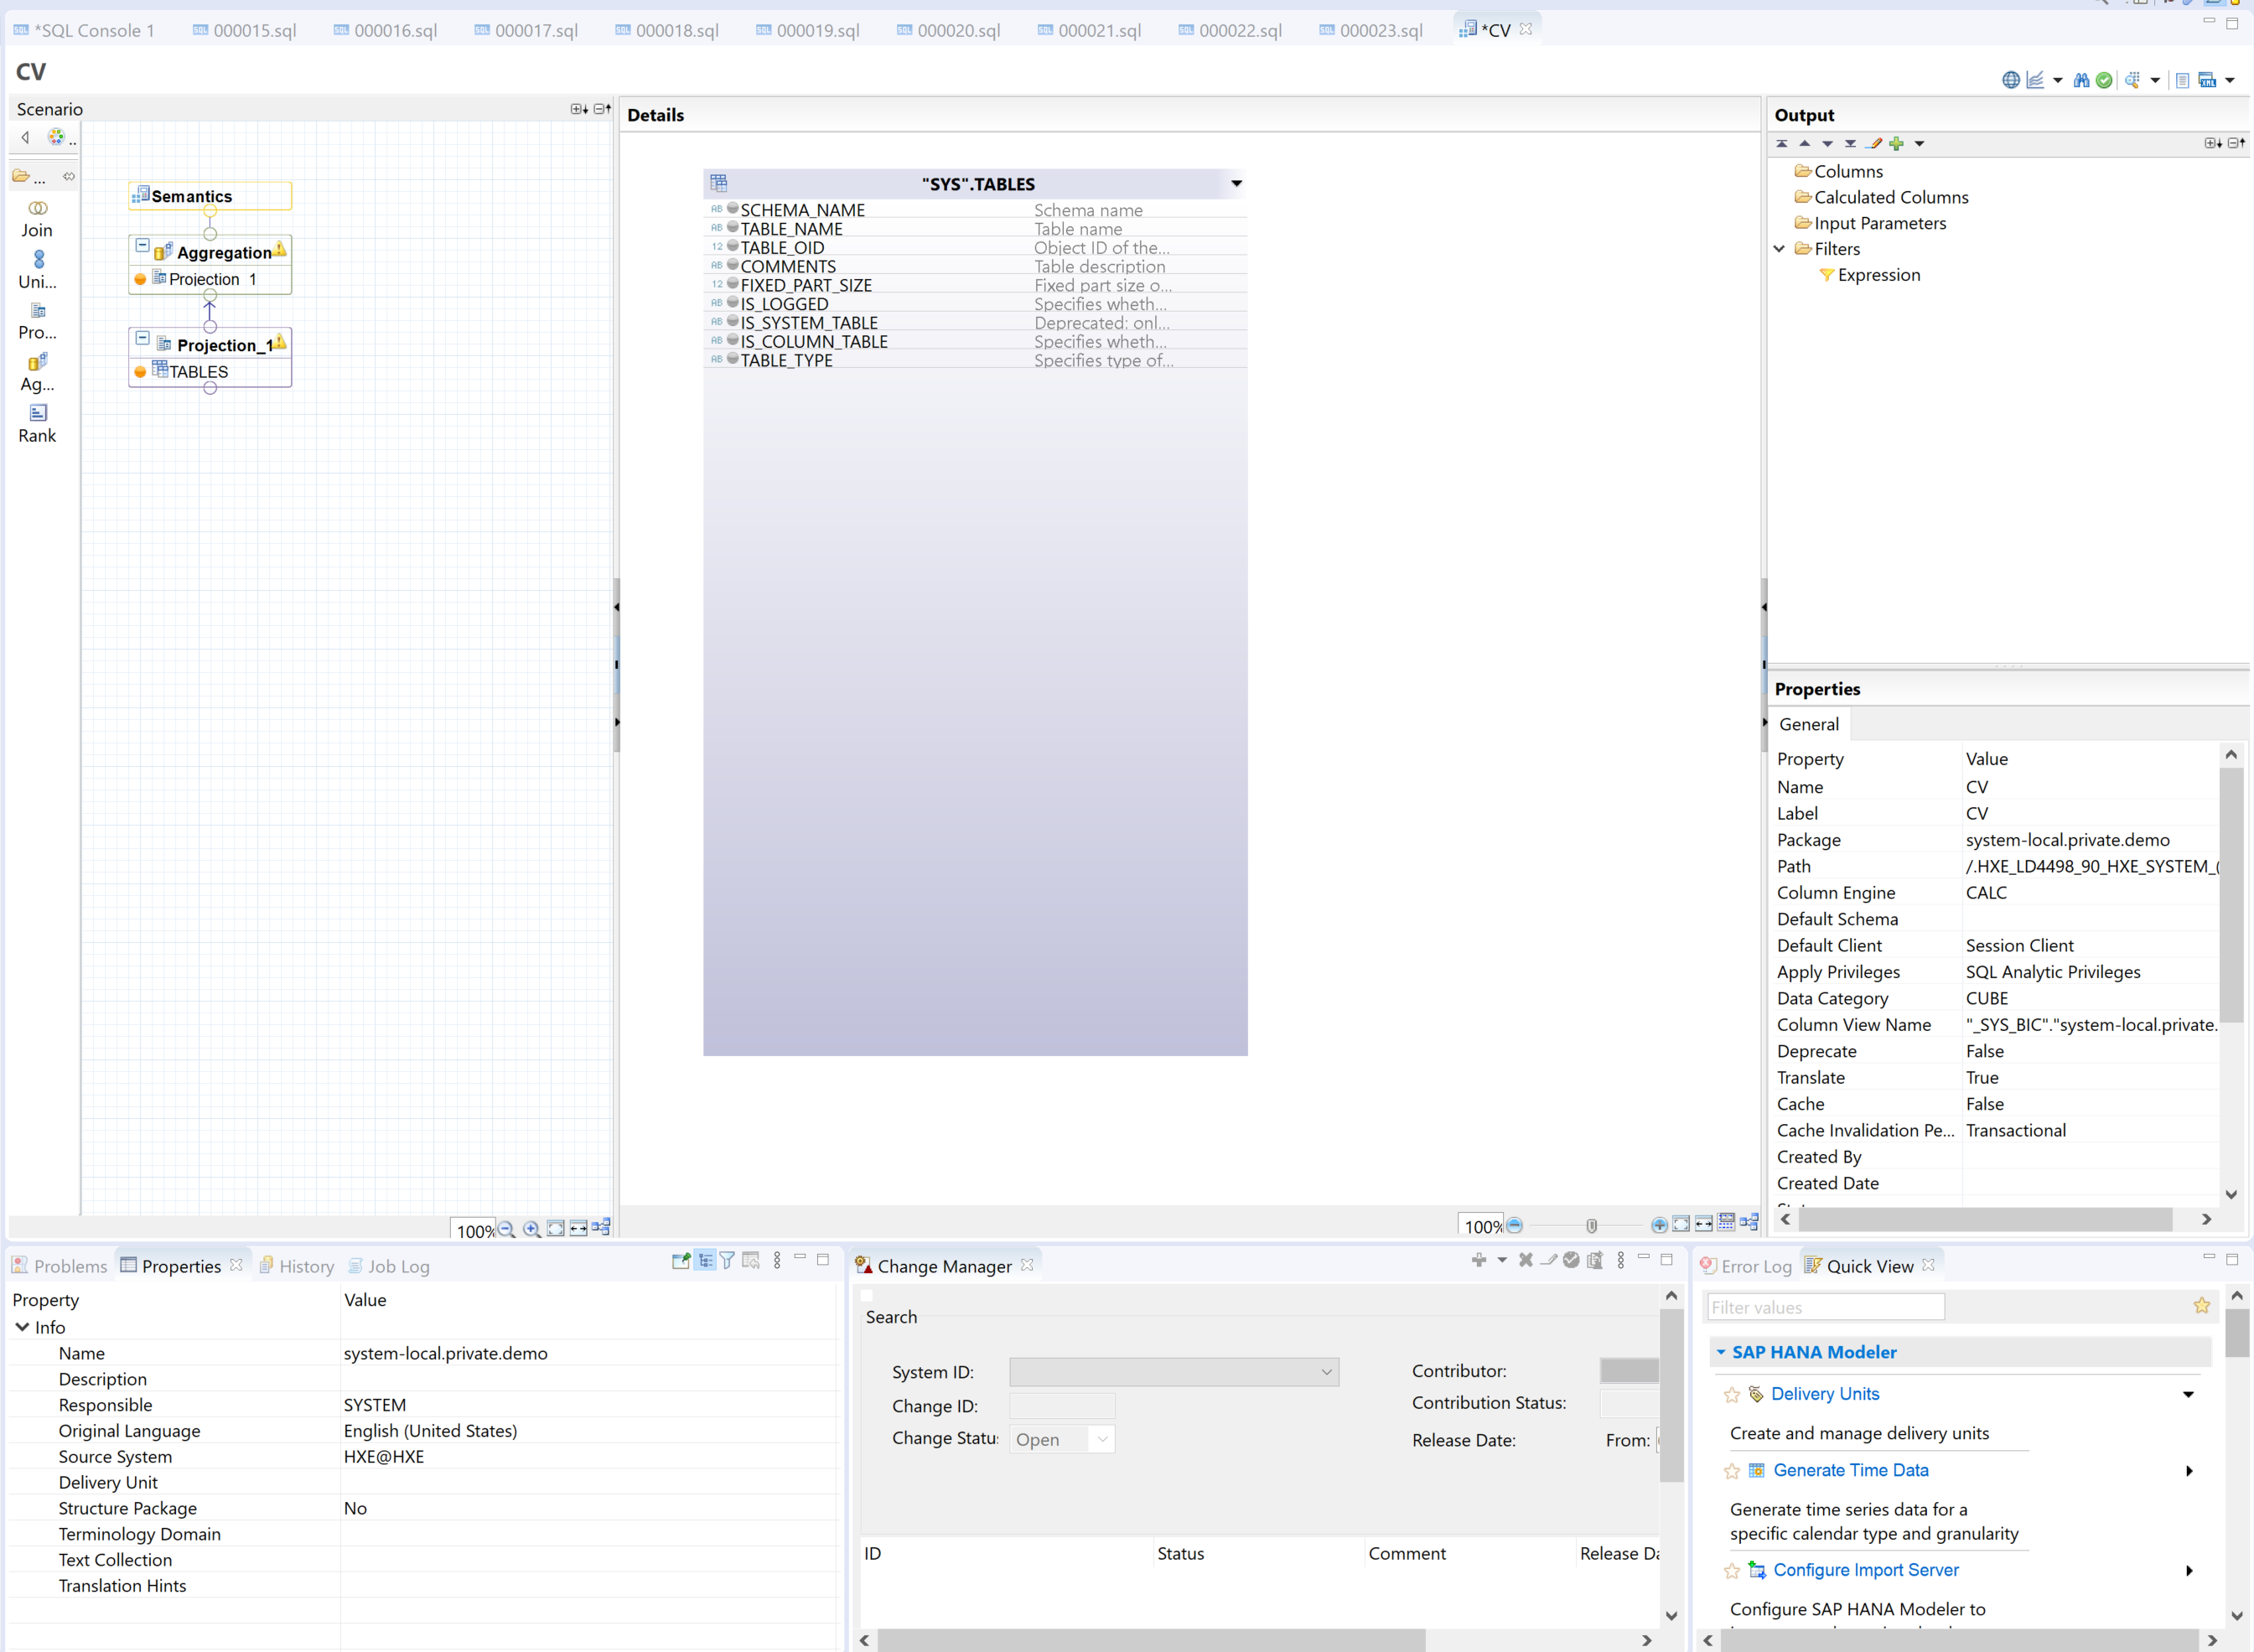 *SQL Console 1 000015.sql 000016.sql 000017.sql 000018.sql 000019.sql 000020.sql 000021.sql 000022.sql 000023.sql *CV
CV
Scenario
..
...
Join
Uni...
Pro...
Ag...
Rank
Semantics
Aggregation
Projection_1
Projection_1
TABLES
100%
Details
"SYS".TABLES
AB SCHEMA_NAME Schema name
AB TABLE_NAME Table name
12 TABLE_OID Object ID of the...
AB COMMENTS Table description
12 FIXED_PART_SIZE Fixed part size o...
AB IS_LOGGED Specifies wheth...
AB IS_SYSTEM_TABLE Deprecated: onl...
AB IS_COLUMN_TABLE Specifies wheth...
AB TABLE_TYPE Specifies type of...
100%
Output
Columns
Calculated Columns
Input Parameters
Filters
Expression
Properties
General
Property Value
Name CV
Label CV
Package system-local.private.demo
Path /.HXE_LD4498_90_HXE_SYSTEM_(
Column Engine CALC
Default Schema
Default Client Session Client
Apply Privileges SQL Analytic Privileges
Data Category CUBE
Column View Name "_SYS_BIC"."system-local.private.
Deprecate False
Translate True
Cache False
Cache Invalidation Pe... Transactional
Created By
Created Date
Problems Properties History Job Log
Property Value
Info
Name system-local.private.demo
Description
Responsible SYSTEM
Original Language English (United States)
Source System HXE@HXE
Delivery Unit
Structure Package No
Terminology Domain
Text Collection
Translation Hints
Change Manager
Search
System ID: Contributor:
Change ID: Contribution Status:
Change Statu: Open Release Date: From:
ID Status Comment Release Da
Error Log Quick View
Filter values
SAP HANA Modeler
Delivery Units
Create and manage delivery units
Generate Time Data
Generate time series data for a
specific calendar type and granularity
Configure Import Server
Configure SAP HANA Modeler to